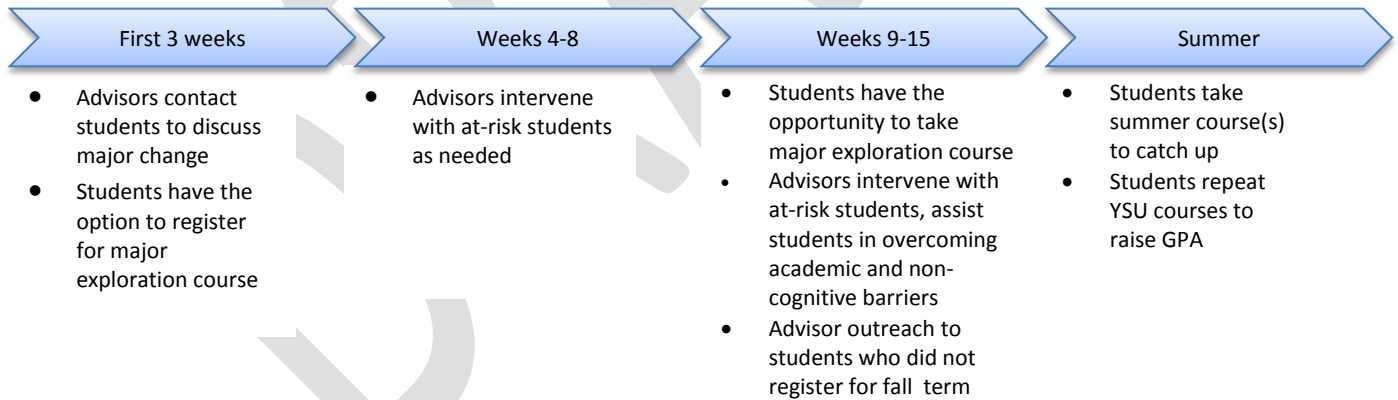 First 3 weeks
Weeks 4-8
Weeks 9-15
Summer
• Advisors contact
students to discuss
major change
• Students have the
option to register
for major
exploration course
• Advisors intervene
with at-risk students
as needed
• Students have the
opportunity to take
major exploration course
• Advisors intervene with
at-risk students, assist
students in overcoming
academic and non-
cognitive barriers
• Advisor outreach to
students who did not
register for fall term
• Students take
summer course(s)
to catch up
• Students repeat
YSU courses to
raise GPA